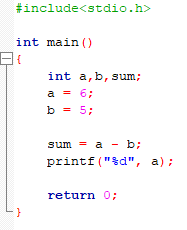 #include<stdio.h>
int main()
{
int a,b,sum;
a = 6;
b = 5;
sum = a - b;
printf("%d", a);
return 0;
}